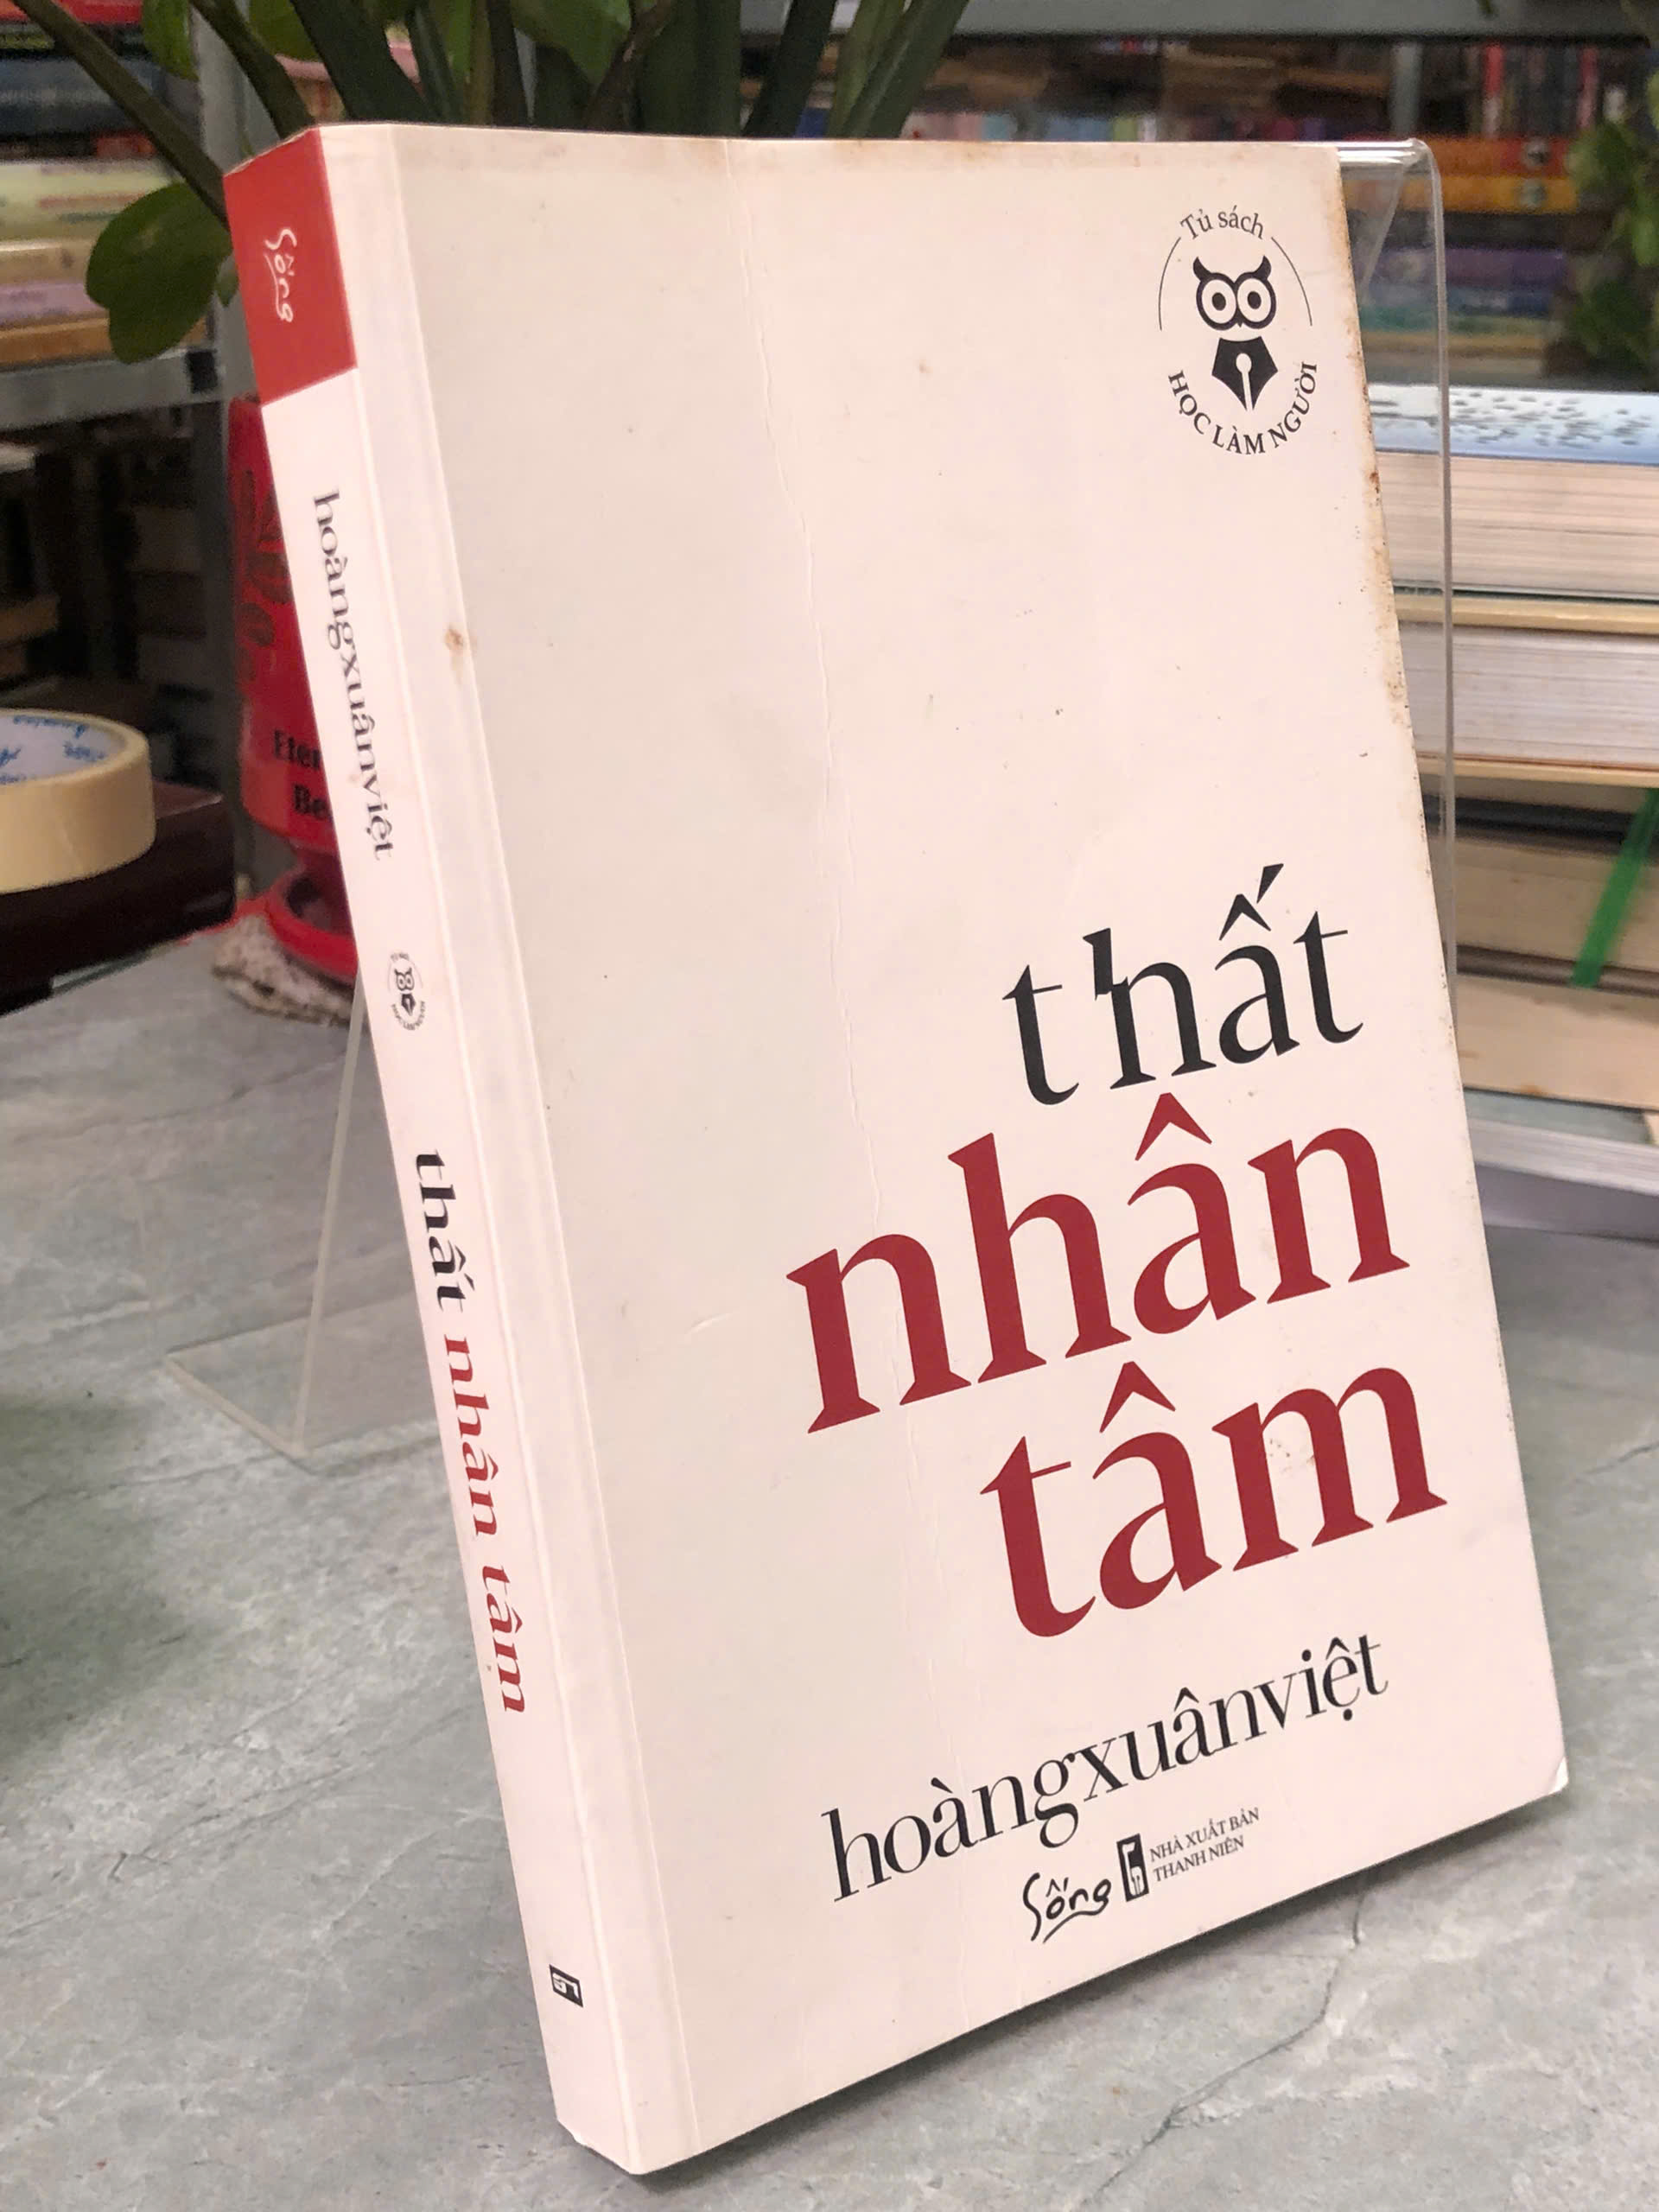 Tủ sách
HỌC LÀM NGƯỜI
thất
nhân
tâm
hoàngxuânviệt
Sống
NHÀ XUẤT BẢN
THANH NIÊN
Sống
hoàngxuânviệt
thất nhân tâm